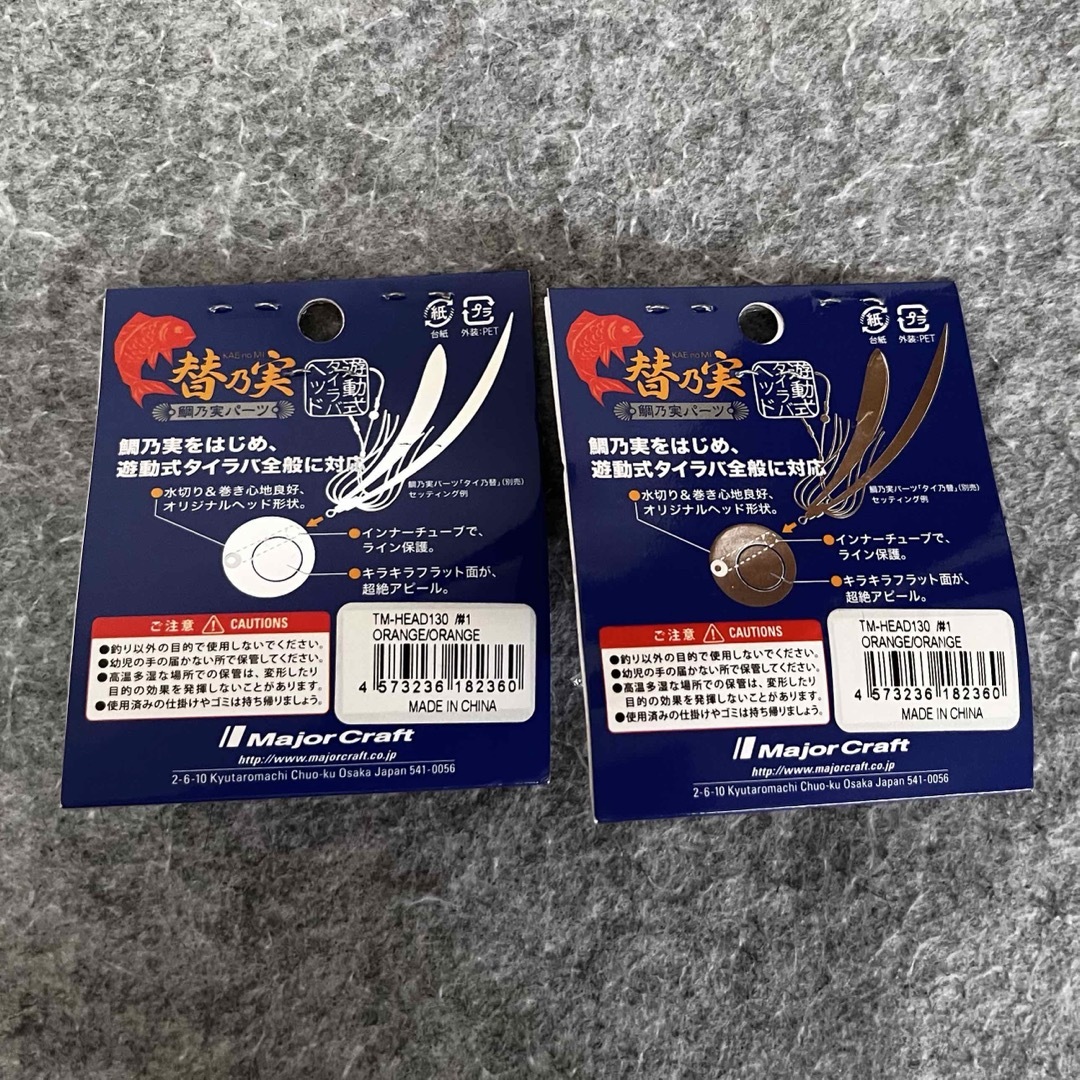 紙
台紙
プラ
外装:PET
KAE no MI
替乃実
鯛乃実パーツ
遊動式
タイラバ
ヘッド
鯛乃実をはじめ、
遊動式タイラバ全般に対応
鯛乃実パーツ「タイ乃替」(別売)
セッティング例
●水切り&巻き心地良好、
オリジナルヘッド形状。
●インナーチューブで、
ライン保護。
●キラキラフラット面が、
超絶アピール。
ご注意 CAUTIONS
●釣り以外の目的で使用しないでください。
●幼児の手の届かない所で保管してください。
●高温多湿な場所での保管は、変形したり
目的の効果を発揮しないことがあります。
●使用済みの仕掛けやゴミは持ち帰りましょう。
TM-HEAD130 /#1
ORANGE/ORANGE
4 573236 182360
MADE IN CHINA
Major Craft
http://www.majorcraft.co.jp
2-6-10 Kyutaromachi Chuo-ku Osaka Japan 541-0056
紙
台紙
プラ
外装:PET
KAE no MI
替乃実
鯛乃実パーツ
遊動式
タイラバ
ヘッド
鯛乃実をはじめ、
遊動式タイラバ全般に対応
鯛乃実パーツ「タイ乃替」(別売)
セッティング例
●水切り&巻き心地良好、
オリジナルヘッド形状。
●インナーチューブで、
ライン保護。
●キラキラフラット面が、
超絶アピール。
ご注意 CAUTIONS
●釣り以外の目的で使用しないでください。
●幼児の手の届かない所で保管してください。
●高温多湿な場所での保管は、変形したり
目的の効果を発揮しないことがあります。
●使用済みの仕掛けやゴミは持ち帰りましょう。
TM-HEAD130 /#1
ORANGE/ORANGE
4 573236 182360
MADE IN CHINA
Major Craft
http://www.majorcraft.co.jp
2-6-10 Kyutaromachi Chuo-ku Osaka Japan 541-0056